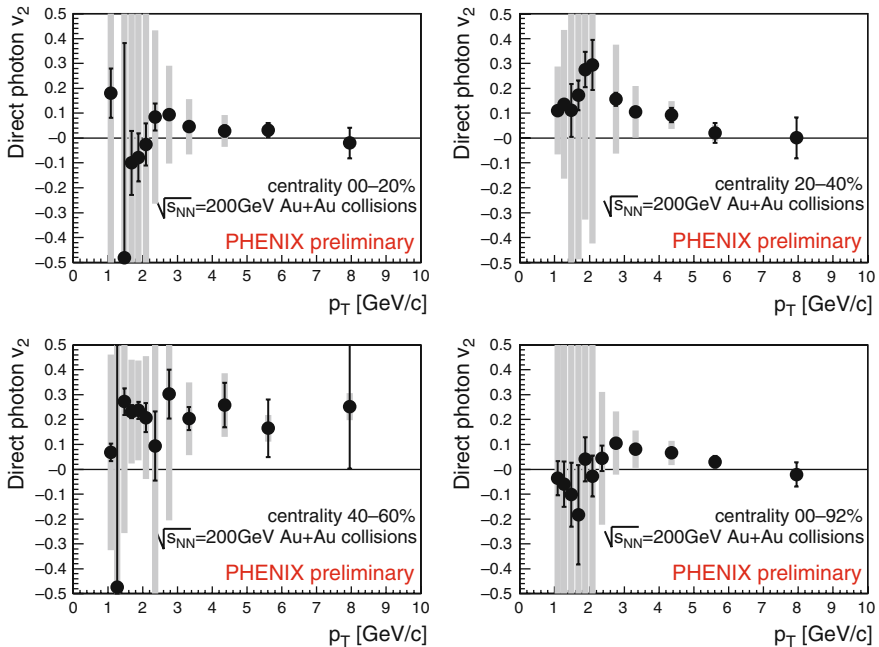 Direct photon v2
0.5
0.4
0.3
0.2
0.1
–0
–0.1
–0.2
–0.3
–0.4
–0.5
centrality 00–20%
√sNN=200GeV Au+Au collisions
PHENIX preliminary
0 1 2 3 4 5 6 7 8 9 10
pT [GeV/c]
Direct photon v2
0.5
0.4
0.3
0.2
0.1
–0
–0.1
–0.2
–0.3
–0.4
–0.5
centrality 20–40%
√sNN=200GeV Au+Au collisions
PHENIX preliminary
0 1 2 3 4 5 6 7 8 9 10
pT [GeV/c]
Direct photon v2
0.5
0.4
0.3
0.2
0.1
–0
–0.1
–0.2
–0.3
–0.4
–0.5
centrality 40–60%
√sNN=200GeV Au+Au collisions
PHENIX preliminary
0 1 2 3 4 5 6 7 8 9 10
pT [GeV/c]
Direct photon v2
0.5
0.4
0.3
0.2
0.1
–0
–0.1
–0.2
–0.3
–0.4
–0.5
centrality 00–92%
√sNN=200GeV Au+Au collisions
PHENIX preliminary
0 1 2 3 4 5 6 7 8 9 10
pT [GeV/c]